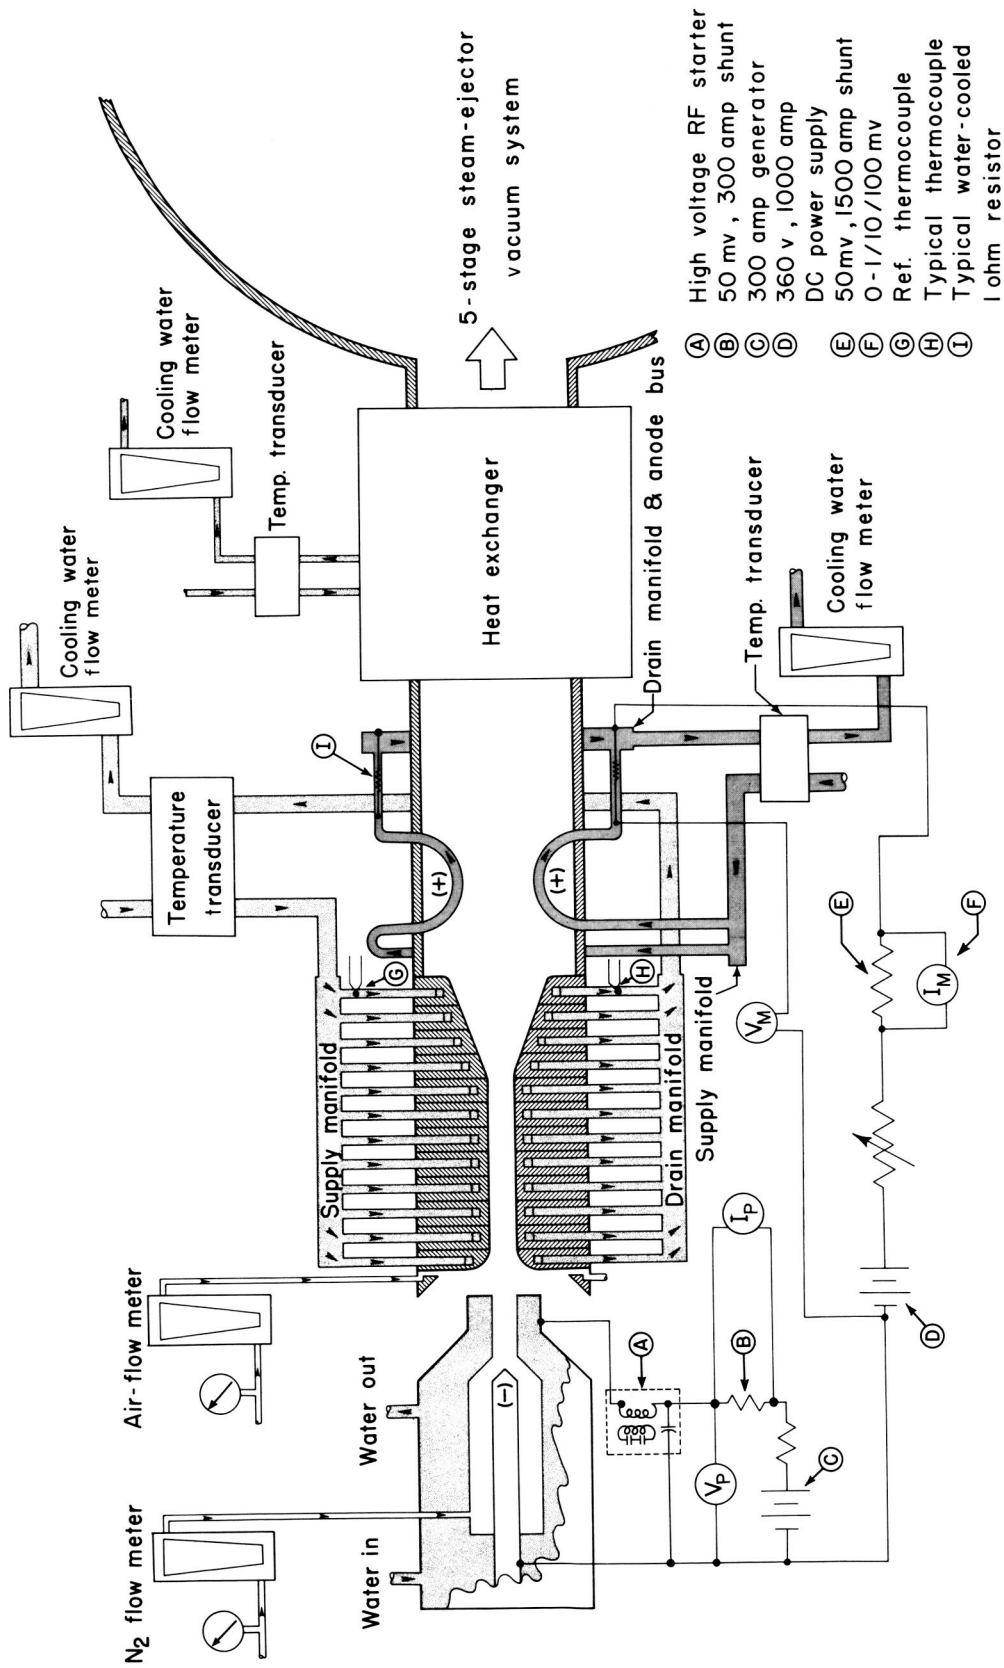 N2 flow meter
Air-flow meter
Water in
Water out
(-)
Supply manifold
Temperature
transducer
Cooling water
flow meter
Cooling water
flow meter
Temp. transducer
G
I
(+)
(+)
H
Heat exchanger
5-stage steam-ejector
vacuum system
Drain manifold
Supply manifold
Drain manifold & anode bus
Temp. transducer
Cooling water
flow meter
A
B
C
VP
IP
D
VM
E
IM
F
A High voltage RF starter
B 50 mv, 300 amp shunt
C 300 amp generator
D 360 v, 1000 amp
DC power supply
E 50mv, 1500 amp shunt
F 0-1/10/100 mv
G Ref. thermocouple
H Typical thermocouple
I Typical water-cooled
1 ohm resistor